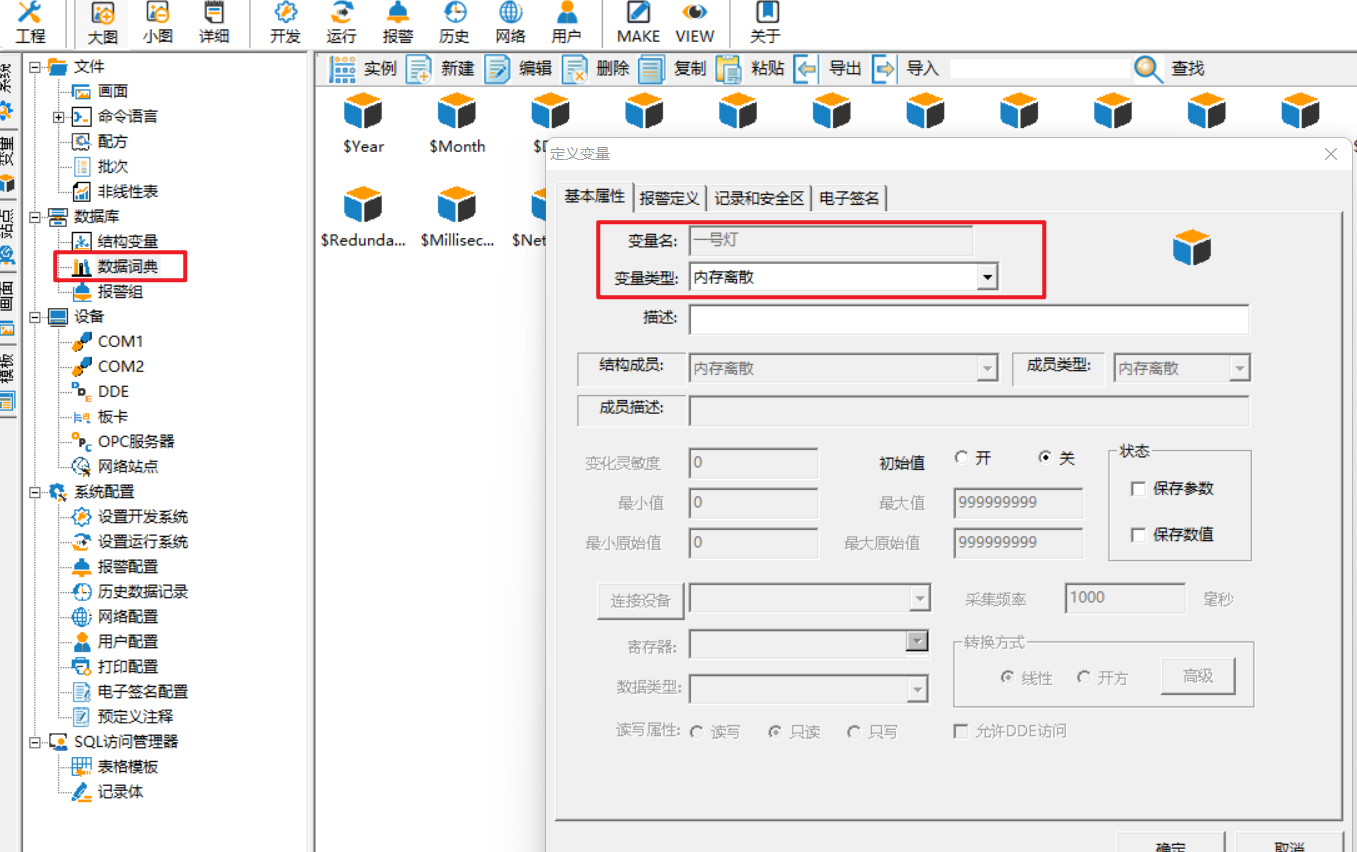 工程 大图 小图 详细 开发 运行 报警 历史 网络 用户 MAKE VIEW 关于
系统
变量
站点
画面
模板
文件
画面
命令语言
配方
批次
非线性表
数据库
结构变量
数据词典
报警组
设备
COM1
COM2
DDE
板卡
OPC服务器
网络站点
系统配置
设置开发系统
设置运行系统
报警配置
历史数据记录
网络配置
用户配置
打印配置
电子签名配置
预定义注释
SQL访问管理器
表格模板
记录体
实例 新建 编辑 删除 复制 粘贴 导出 导入 查找
$Year $Month
$Redunda... $Millisec... $Net
定义变量
基本属性 报警定义 记录和安全区 电子签名
变量名: 一号灯
变量类型: 内存离散
描述:
结构成员: 内存离散 成员类型: 内存离散
成员描述:
变化灵敏度 0 初始值 开 关 状态
最小值 0 最大值 999999999 保存参数
最小原始值 0 最大原始值 999999999 保存数值
连接设备 采集频率 1000 毫秒
寄存器: 转换方式
数据类型: 线性 开方 高级
读写属性: 读写 只读 只写 允许DDE访问
确定 取消